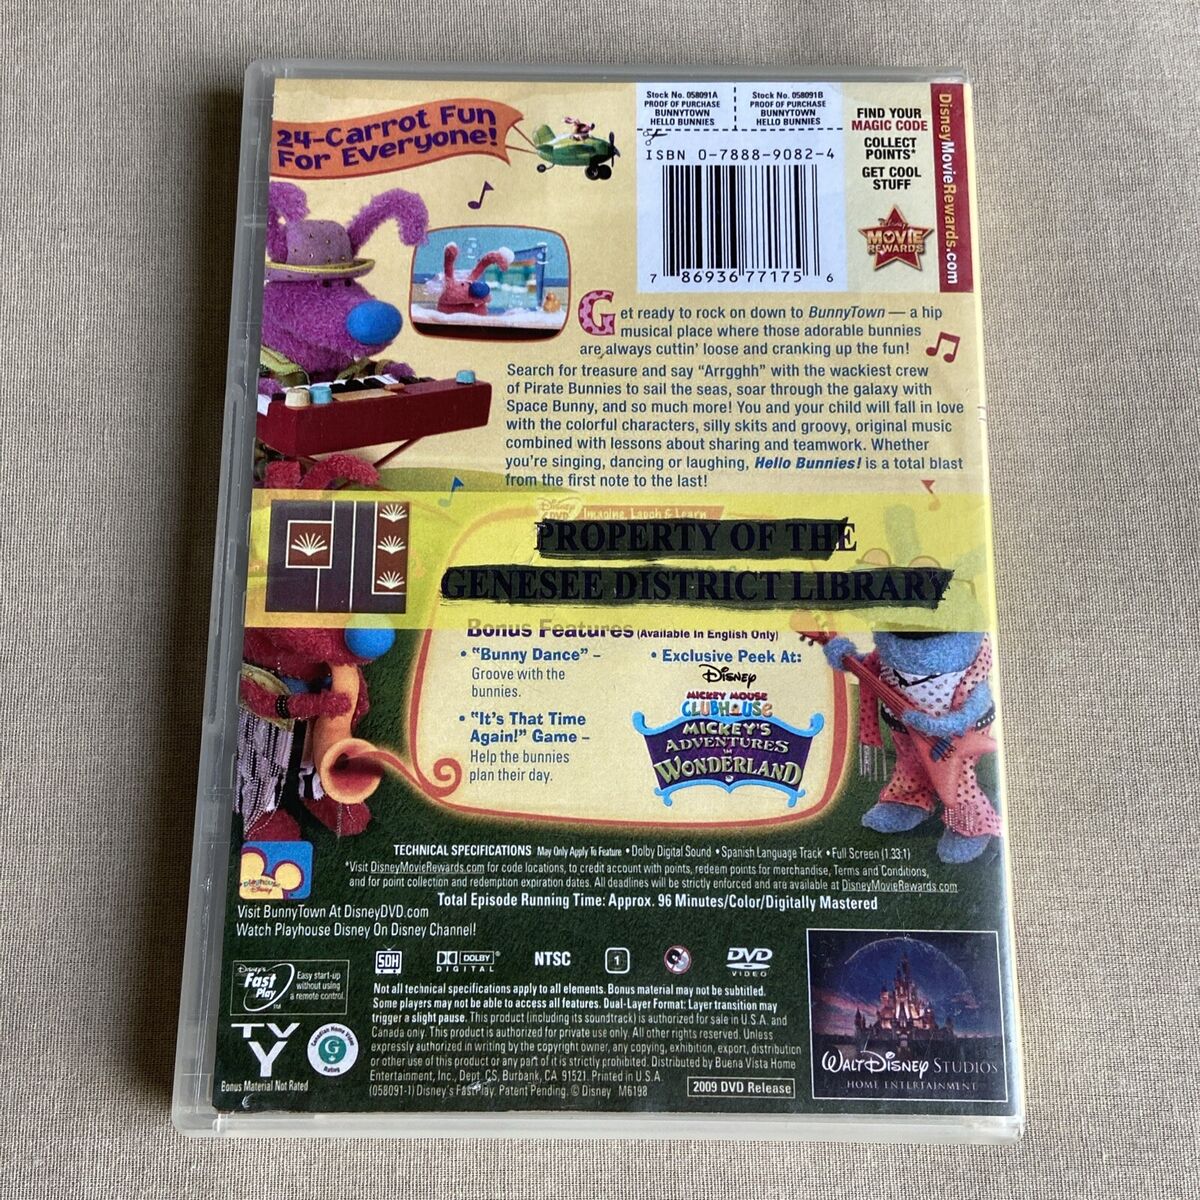 24-Carrot Fun
For Everyone!
Stock No. 058091A
PROOF OF PURCHASE
BUNNYTOWN
HELLO BUNNIES
Stock No. 058091B
PROOF OF PURCHASE
BUNNYTOWN
HELLO BUNNIES
ISBN 0-7888-9082-4
7 86936 77175 6
FIND YOUR
MAGIC CODE
COLLECT
POINTS*
GET COOL
STUFF
Disney
MOVIE
REWARDS
DisneyMovieRewards.com
Get ready to rock on down to BunnyTown — a hip
musical place where those adorable bunnies
are always cuttin' loose and cranking up the fun!
Search for treasure and say "Arrgghh" with the wackiest crew
of Pirate Bunnies to sail the seas, soar through the galaxy with
Space Bunny, and so much more! You and your child will fall in love
with the colorful characters, silly skits and groovy, original music
combined with lessons about sharing and teamwork. Whether
you're singing, dancing or laughing, Hello Bunnies! is a total blast
from the first note to the last!
Disney
DVD
Imagine, Laugh & Learn
PROPERTY OF THE
GENESEE DISTRICT LIBRARY
Bonus Features (Available In English Only)
• "Bunny Dance" –
Groove with the
bunnies.
• "It's That Time
Again!" Game –
Help the bunnies
plan their day.
• Exclusive Peek At:
Disney
MICKEY MOUSE
CLUBHOUSE
MICKEY'S
ADVENTURES
IN
WONDERLAND
TECHNICAL SPECIFICATIONS May Only Apply To Feature • Dolby Digital Sound • Spanish Language Track • Full Screen (1.33:1)
*Visit DisneyMovieRewards.com for code locations, to credit account with points, redeem points for merchandise, Terms and Conditions,
and for point collection and redemption expiration dates. All deadlines will be strictly enforced and are available at DisneyMovieRewards.com
Total Episode Running Time: Approx. 96 Minutes/Color/Digitally Mastered
Playhouse
Disney
Visit BunnyTown At DisneyDVD.com
Watch Playhouse Disney On Disney Channel!
SDH
DOLBY
DIGITAL
NTSC
1
DVD
VIDEO
Disney's
Fast
Play
TM
Easy start-up
without using
a remote control.
TV
Y
Canadian Home Video
G
Rating
Bonus Material Not Rated
Not all technical specifications apply to all elements. Bonus material may not be subtitled.
Some players may not be able to access all features. Dual-Layer Format: Layer transition may
trigger a slight pause. This product (including its soundtrack) is authorized for sale in U.S.A. and
Canada only. This product is authorized for private use only. All other rights reserved. Unless
expressly authorized in writing by the copyright owner, any copying, exhibition, export, distribution
or other use of this product or any part of it is strictly prohibited. Distributed by Buena Vista Home
Entertainment, Inc., Dept. CS, Burbank, CA 91521. Printed in U.S.A.
(058091-1) Disney's FastPlay. Patent Pending. © Disney M6198
2009 DVD Release
WALT DISNEY STUDIOS
HOME ENTERTAINMENT